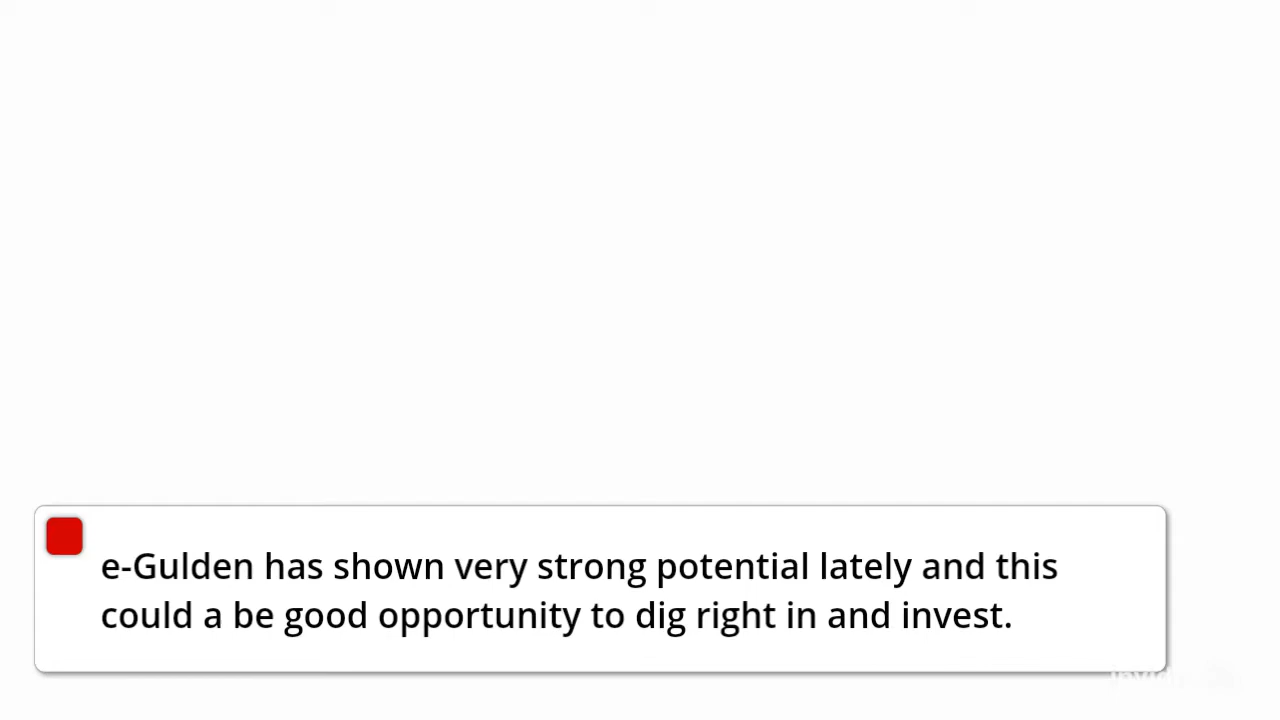 e-Gulden has shown very strong potential lately and this
could a be good opportunity to dig right in and invest.